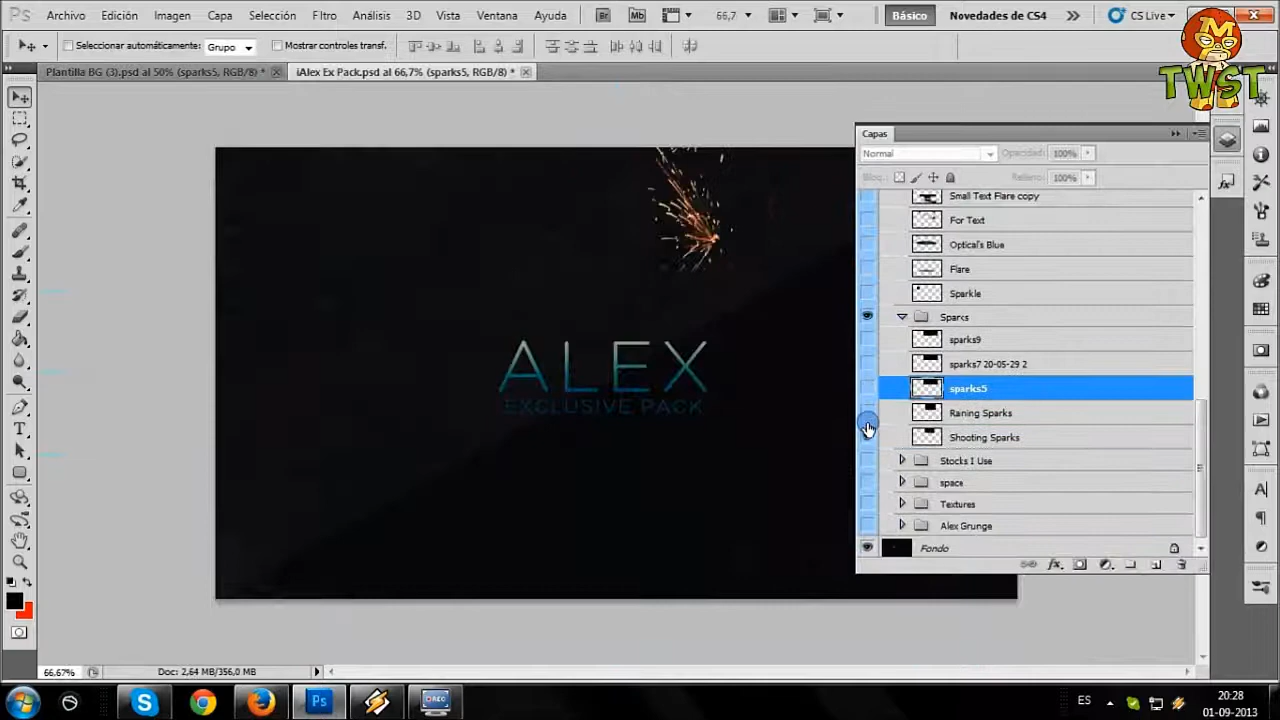 Ps Archivo Edición Imagen Capa Selección Filtro Análisis 3D Vista Ventana Ayuda Br Mb 66,7 Básico Novedades de CS4 CS Live
Seleccionar automáticamente: Grupo Mostrar controles transf.
Plantilla BG (3).psd al 50% (sparks5, RGB/8) * iAlex Ex Pack.psd al 66,7% (sparks5, RGB/8) *
M
TWST
Capas
Normal Opacidad: 100%
Bloq.: Relleno: 100%
Small Text Flare copy
For Text
Optical's Blue
Flare
Sparkle
Sparks
sparks9
sparks7 20-05-29 2
sparks5
Raning Sparks
Shooting Sparks
Stocks I Use
space
Textures
Alex Grunge
Fondo
ALEX
EXCLUSIVE PACK
66,67% Doc: 2,64 MB/356,0 MB
ES 20:28
01-09-2013